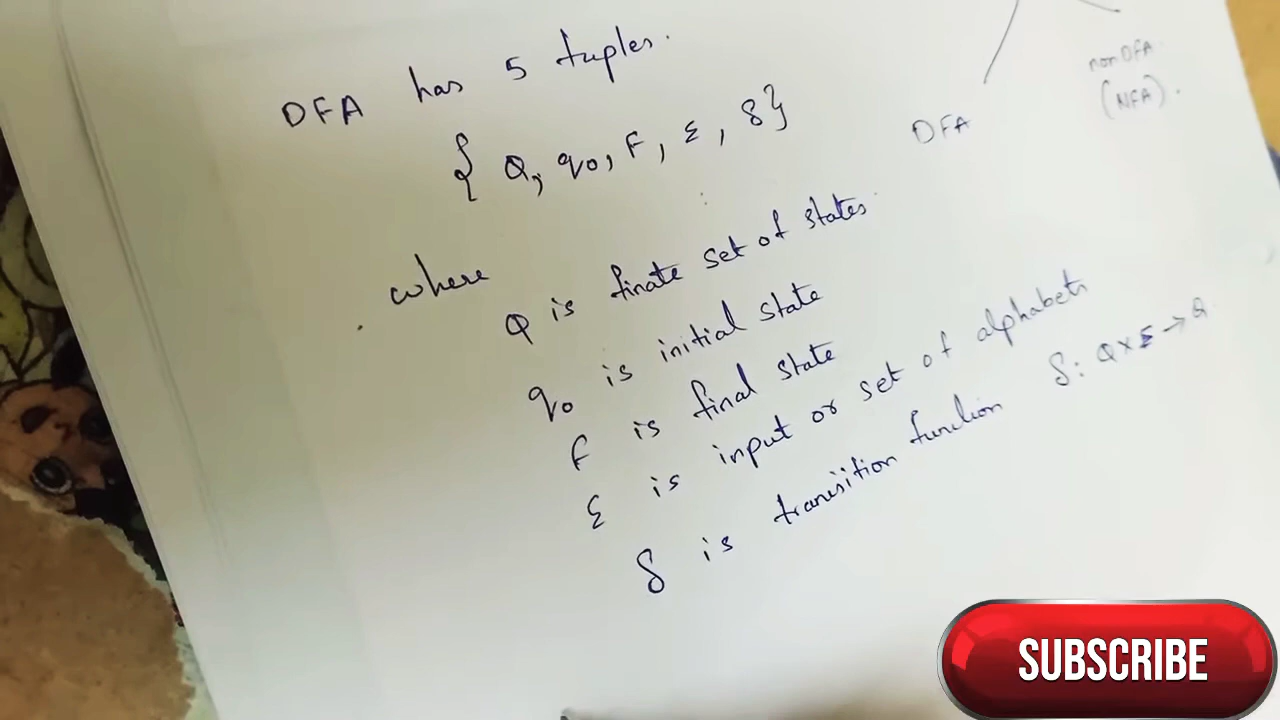 DFA has 5 tuples.
{ Q, q0, F, Σ, δ}
DFA
non DFA
(NFA).
where
Q is finate set of states.
q0 is initial state
F is final state
Σ is input or set of alphabets
δ is transition function δ: Q×Σ→Q.
SUBSCRIBE